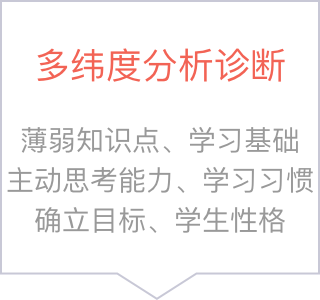 多纬度分析诊断
薄弱知识点、学习基础
主动思考能力、学习习惯
确立目标、学生性格